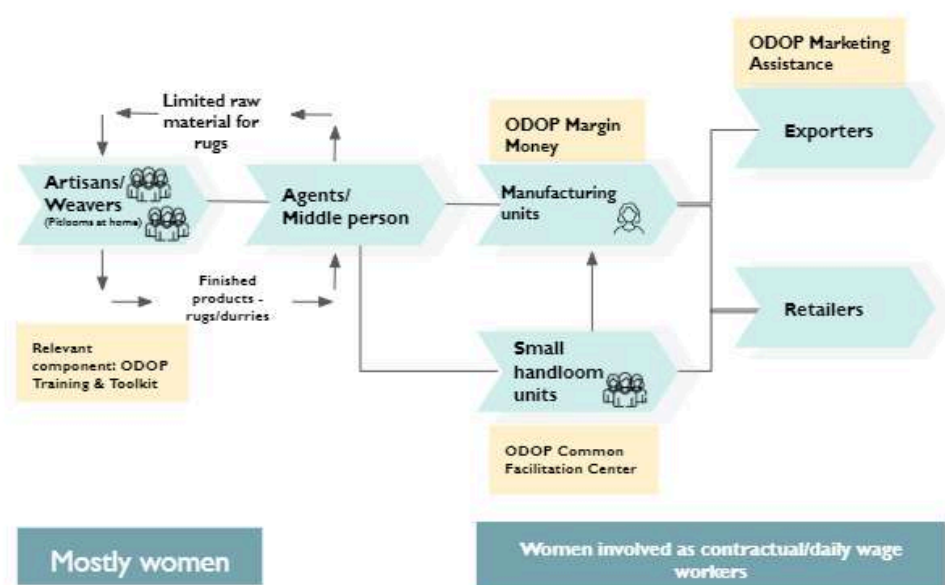 ODOP Marketing
Assistance
Limited raw
material for
rugs
ODOP Margin
Money
Exporters
Artisans/
Weavers
(Pitlooms at home)
Agents/
Middle person
Manufacturing
units
Finished
products -
rugs/durries
Retailers
Relevant
component: ODOP
Training & Toolkit
Small
handloom
units
ODOP Common
Facilitation Center
Mostly women
Women involved as contractual/daily wage
workers